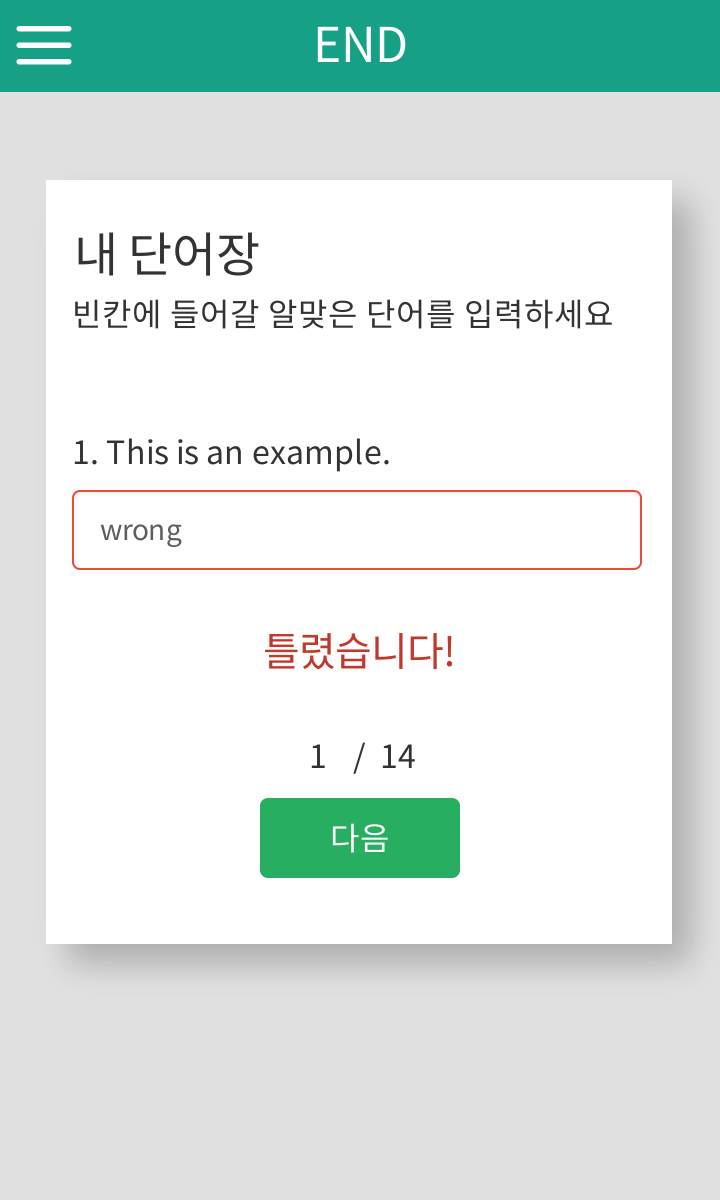 END
내 단어장
빈칸에 들어갈 알맞은 단어를 입력하세요
1. This is an example.
wrong
틀렸습니다!
1 / 14
다음